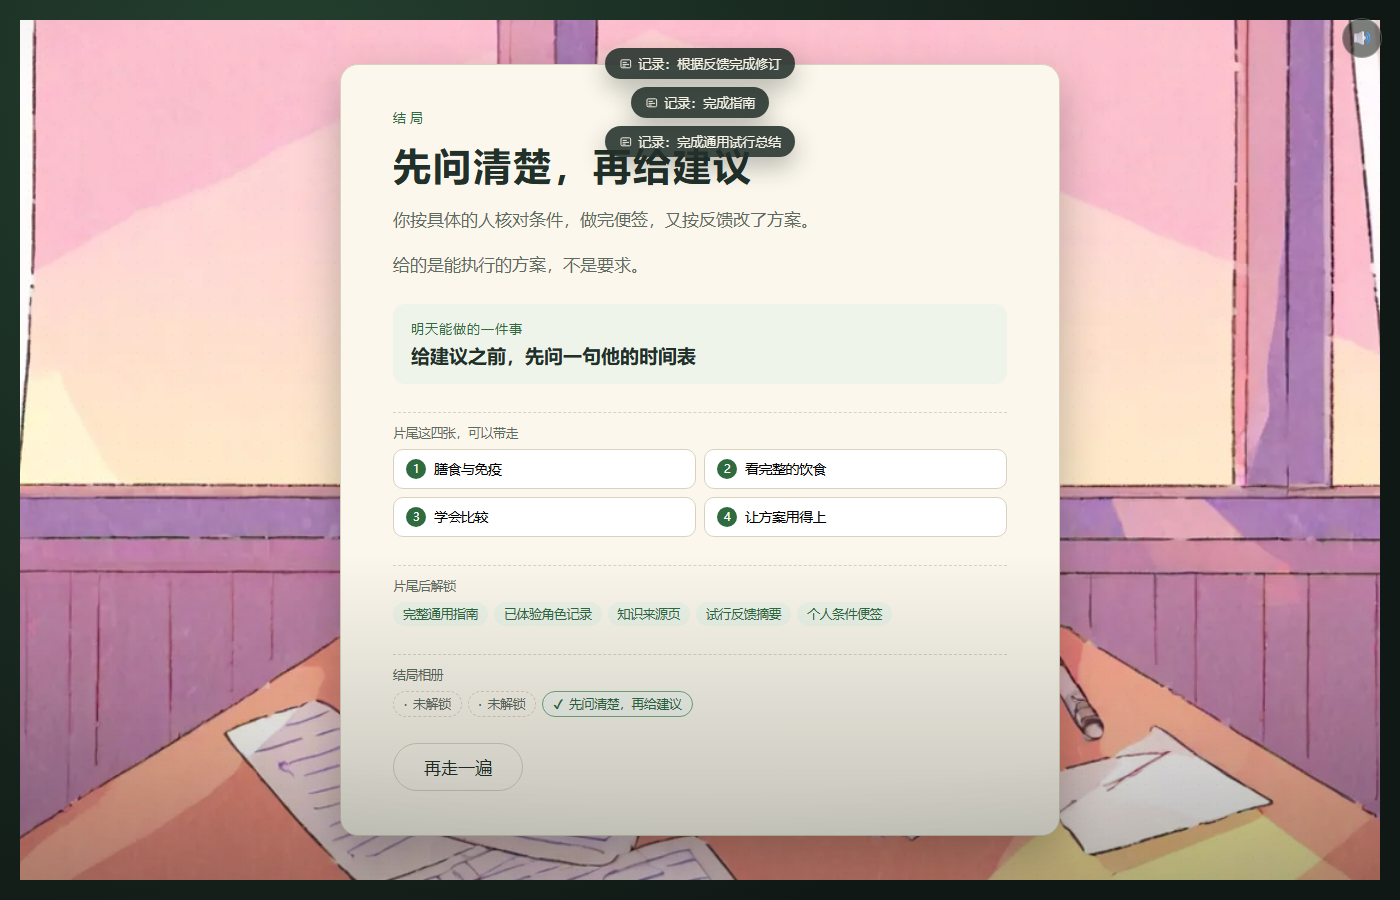 记录：根据反馈完成修订
记录：完成指南
记录：完成通用试行总结
结局
先问清楚，再给建议
你按具体的人核对条件，做完便签，又按反馈改了方案。
给的是能执行的方案，不是要求。
明天能做的一件事
给建议之前，先问一句他的时间表
片尾这四张，可以带走
1 膳食与免疫
2 看完整的饮食
3 学会比较
4 让方案用得上
片尾后解锁
完整通用指南 已体验角色记录 知识来源页 试行反馈摘要 个人条件便签
结局相册
· 未解锁 · 未解锁 ✓ 先问清楚，再给建议
再走一遍